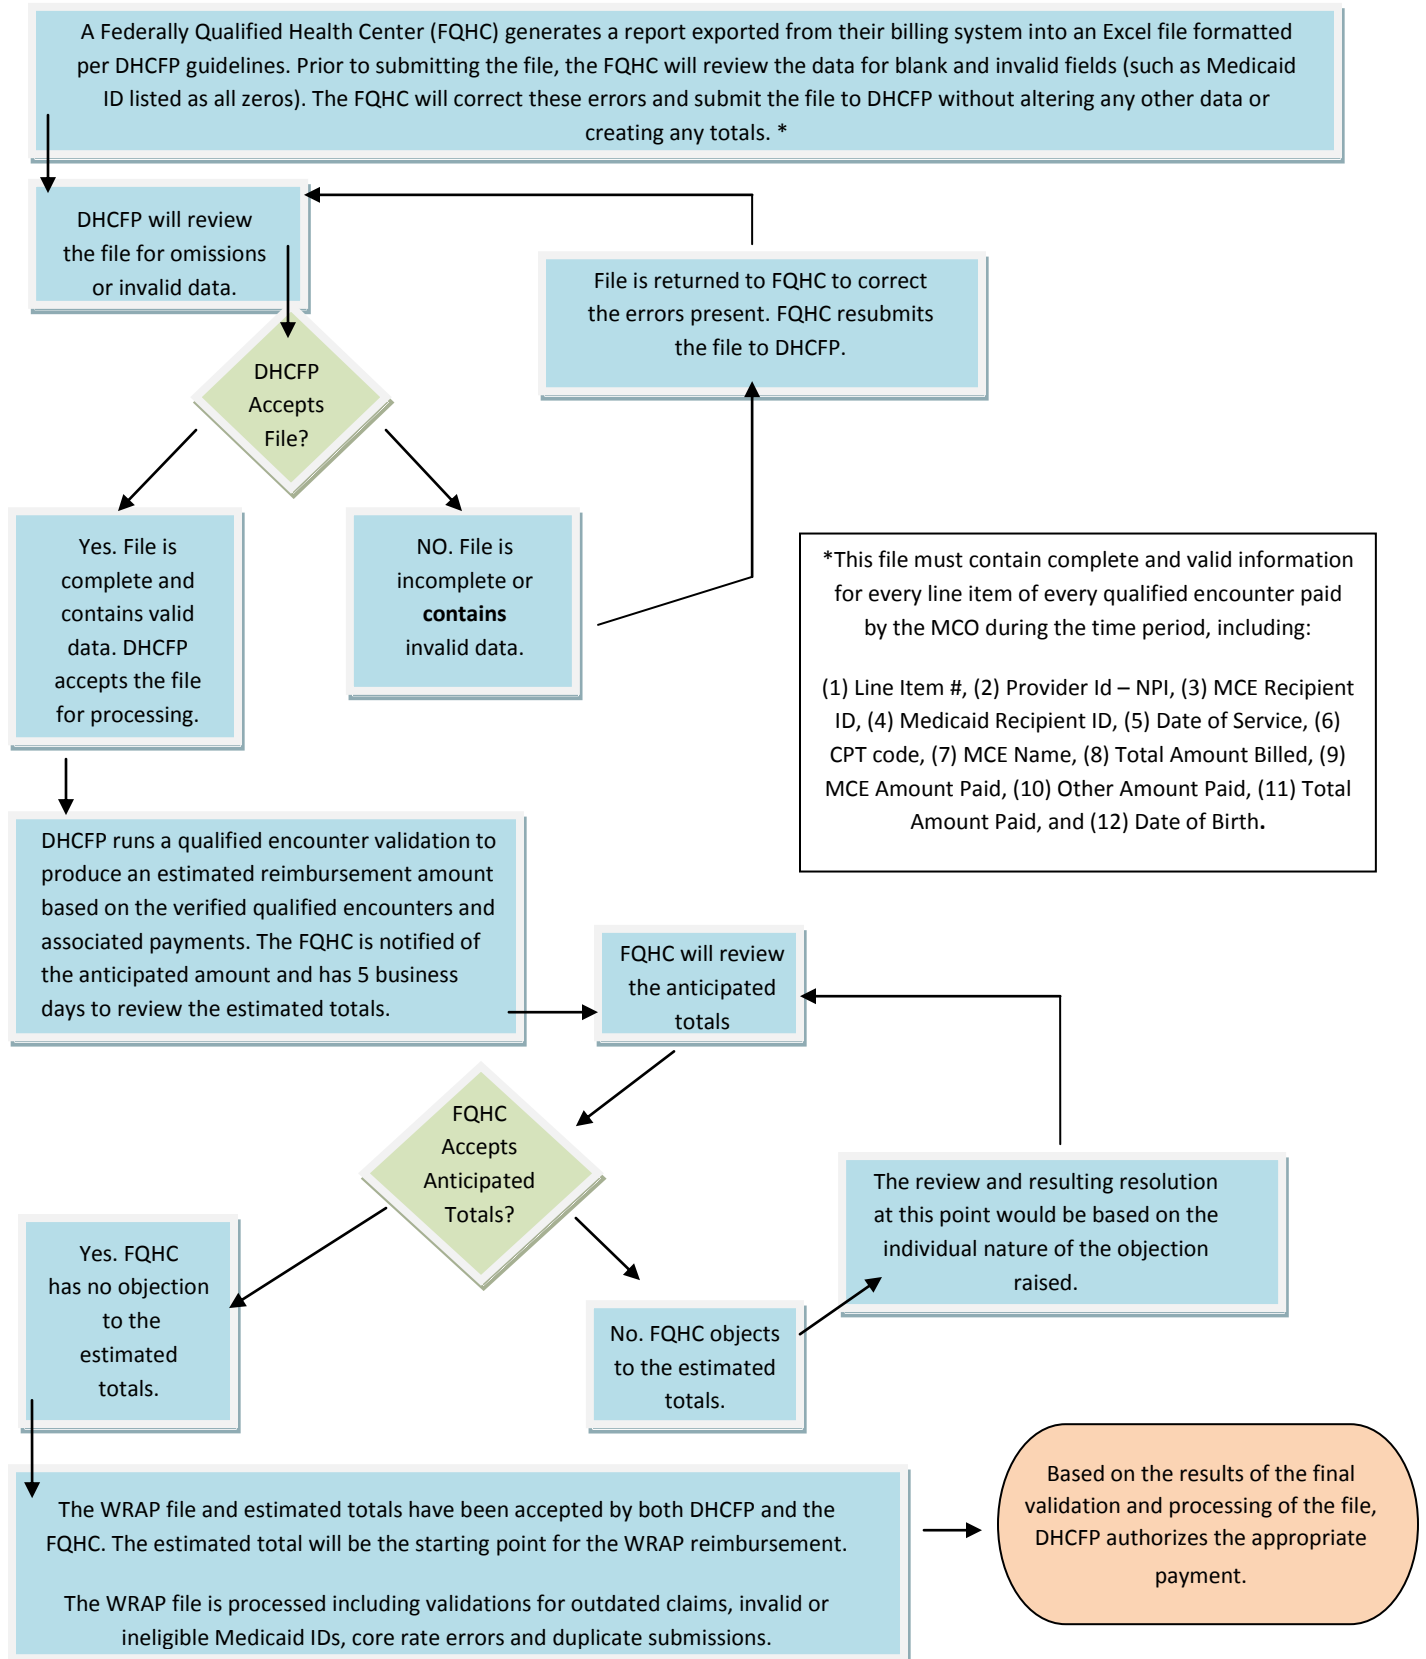 A Federally Qualified Health Center (FQHC) generates a report exported from their billing system into an Excel file formatted
per DHCFP guidelines. Prior to submitting the file, the FQHC will review the data for blank and invalid fields (such as Medicaid
ID listed as all zeros). The FQHC will correct these errors and submit the file to DHCFP without altering any other data or
creating any totals. *
DHCFP will review
the file for omissions
or invalid data.
File is returned to FQHC to correct
the errors present. FQHC resubmits
the file to DHCFP.
DHCFP
Accepts
File?
Yes. File is
complete and
contains valid
data. DHCFP
accepts the file
for processing.
NO. File is
incomplete or
contains
invalid data.
*This file must contain complete and valid information
for every line item of every qualified encounter paid
by the MCO during the time period, including:
(1) Line Item #, (2) Provider Id – NPI, (3) MCE Recipient
ID, (4) Medicaid Recipient ID, (5) Date of Service, (6)
CPT code, (7) MCE Name, (8) Total Amount Billed, (9)
MCE Amount Paid, (10) Other Amount Paid, (11) Total
Amount Paid, and (12) Date of Birth.
DHCFP runs a qualified encounter validation to
produce an estimated reimbursement amount
based on the verified qualified encounters and
associated payments. The FQHC is notified of
the anticipated amount and has 5 business
days to review the estimated totals.
FQHC will review
the anticipated
totals
FQHC
Accepts
Anticipated
Totals?
The review and resulting resolution
at this point would be based on the
individual nature of the objection
raised.
Yes. FQHC
has no objection
to the
estimated
totals.
No. FQHC objects
to the estimated
totals.
The WRAP file and estimated totals have been accepted by both DHCFP and the
FQHC. The estimated total will be the starting point for the WRAP reimbursement.
The WRAP file is processed including validations for outdated claims, invalid or
ineligible Medicaid IDs, core rate errors and duplicate submissions.
Based on the results of the final
validation and processing of the file,
DHCFP authorizes the appropriate
payment.